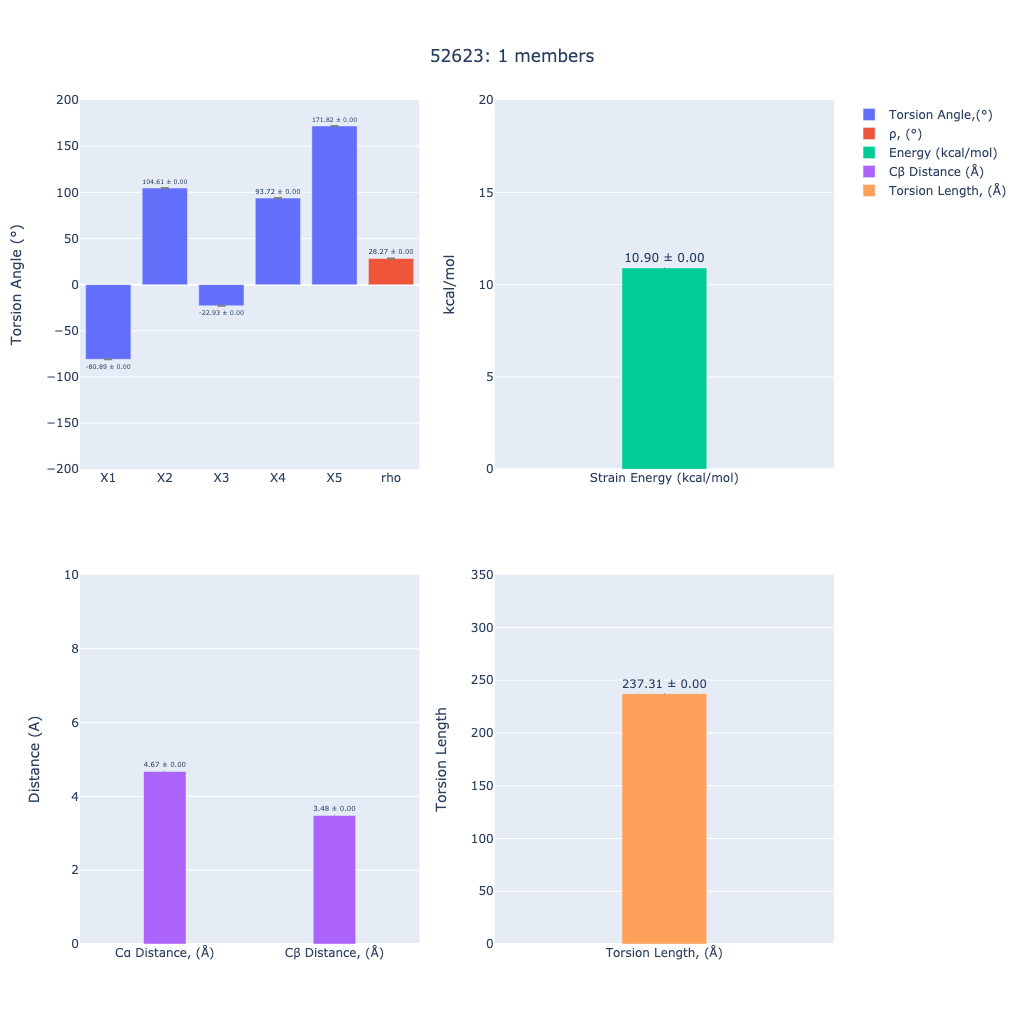 52623: 1 members
Torsion Angle (°)
200
150
100
50
0
−50
−100
−150
−200
-80.89 ± 0.00
104.61 ± 0.00
-22.93 ± 0.00
93.72 ± 0.00
171.82 ± 0.00
28.27 ± 0.00
X1 X2 X3 X4 X5 rho
kcal/mol
20
15
10
5
0
10.90 ± 0.00
Strain Energy (kcal/mol)
Torsion Angle,(°)
ρ, (°)
Energy (kcal/mol)
Cβ Distance (Å)
Torsion Length, (Å)
Distance (A)
10
8
6
4
2
0
4.67 ± 0.00
3.48 ± 0.00
Cα Distance, (Å) Cβ Distance, (Å)
Torsion Length
350
300
250
200
150
100
50
0
237.31 ± 0.00
Torsion Length, (Å)